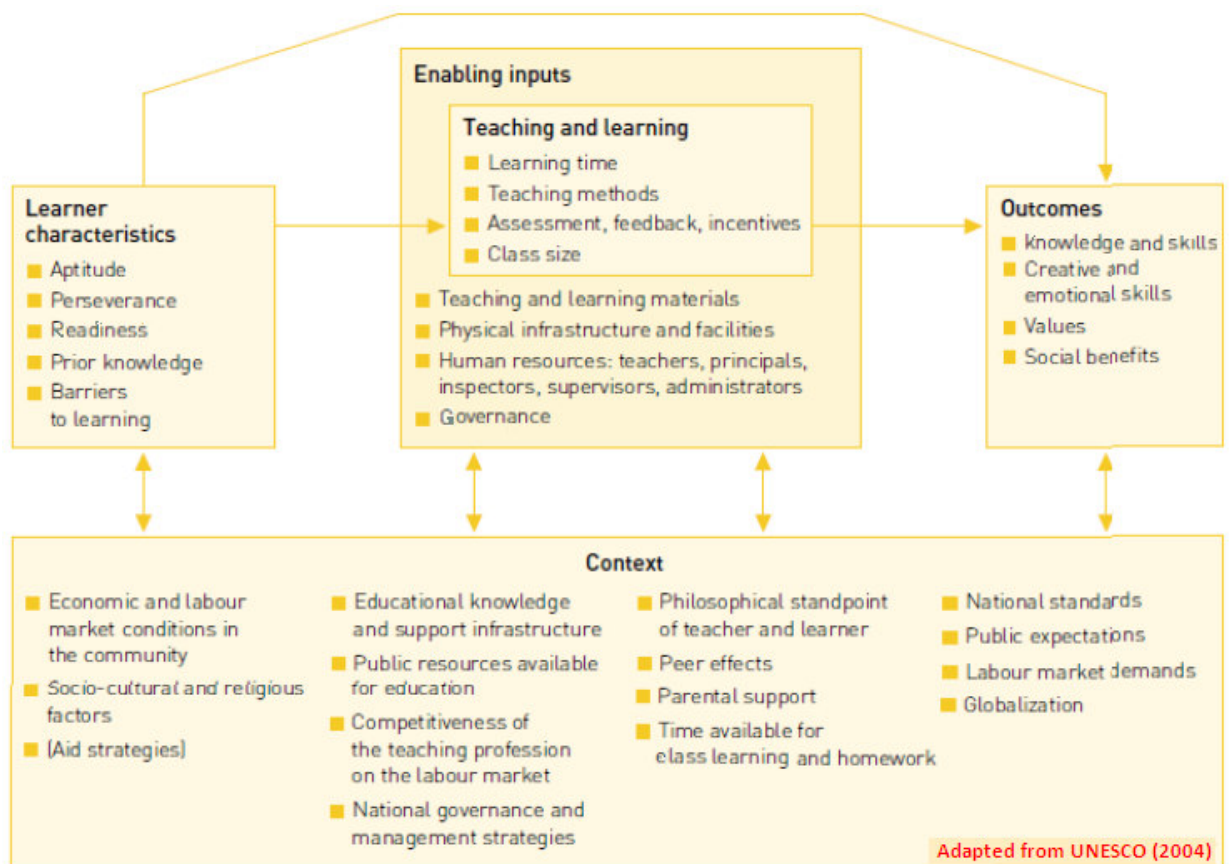 Enabling inputs
Teaching and learning
Learning time
Teaching methods
Assessment, feedback, incentives
Class size
Teaching and learning materials
Physical infrastructure and facilities
Human resources: teachers, principals,
inspectors, supervisors, administrators
Governance
Learner
characteristics
Aptitude
Perseverance
Readiness
Prior knowledge
Barriers
to learning
Outcomes
Knowledge and skills
Creative and
emotional skills
Values
Social benefits
Context
Economic and labour
market conditions in
the community
Socio-cultural and religious
factors
(Aid strategies)
Educational knowledge
and support infrastructure
Public resources available
for education
Competitiveness of
the teaching profession
on the labour market
National governance and
management strategies
Philosophical standpoint
of teacher and learner
Peer effects
Parental support
Time available for
class learning and homework
National standards
Public expectations
Labour market demands
Globalization
Adapted from UNESCO (2004)